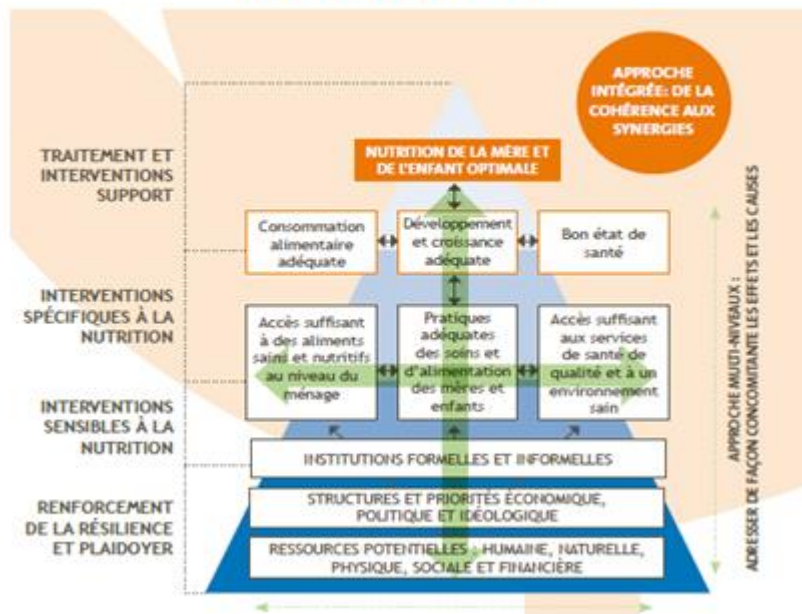 APPROCHE
INTÉGRÉE: DE LA
COHÉRENCE AUX
SYNERGIES
NUTRITION DE LA MÈRE ET
DE L'ENFANT OPTIMALE
TRAITEMENT ET
INTERVENTIONS
SUPPORT
Consommation
alimentaire
adéquate
Développement
et croissance
adéquate
Bon état de
santé
INTERVENTIONS
SPÉCIFIQUES À LA
NUTRITION
Accès suffisant
à des aliments
sains et nutritifs
au niveau du
ménage
Pratiques
adéquates
des soins et
d'alimentation
des mères et
enfants
Accès suffisant
aux services
de santé de
qualité et à un
environnement
sain
INTERVENTIONS
SENSIBLES À LA
NUTRITION
INSTITUTIONS FORMELLES ET INFORMELLES
RENFORCEMENT
DE LA RÉSILIENCE
ET PLAIDOYER
STRUCTURES ET PRIORITÉS ÉCONOMIQUE,
POLITIQUE ET IDÉOLOGIQUE
RESSOURCES POTENTIELLES : HUMAINE, NATURELLE,
PHYSIQUE, SOCIALE ET FINANCIÈRE
APPROCHE MULTI-NIVEAUX :
ADRESSER DE FAÇON CONCOMITANTE LES EFFETS ET LES CAUSES